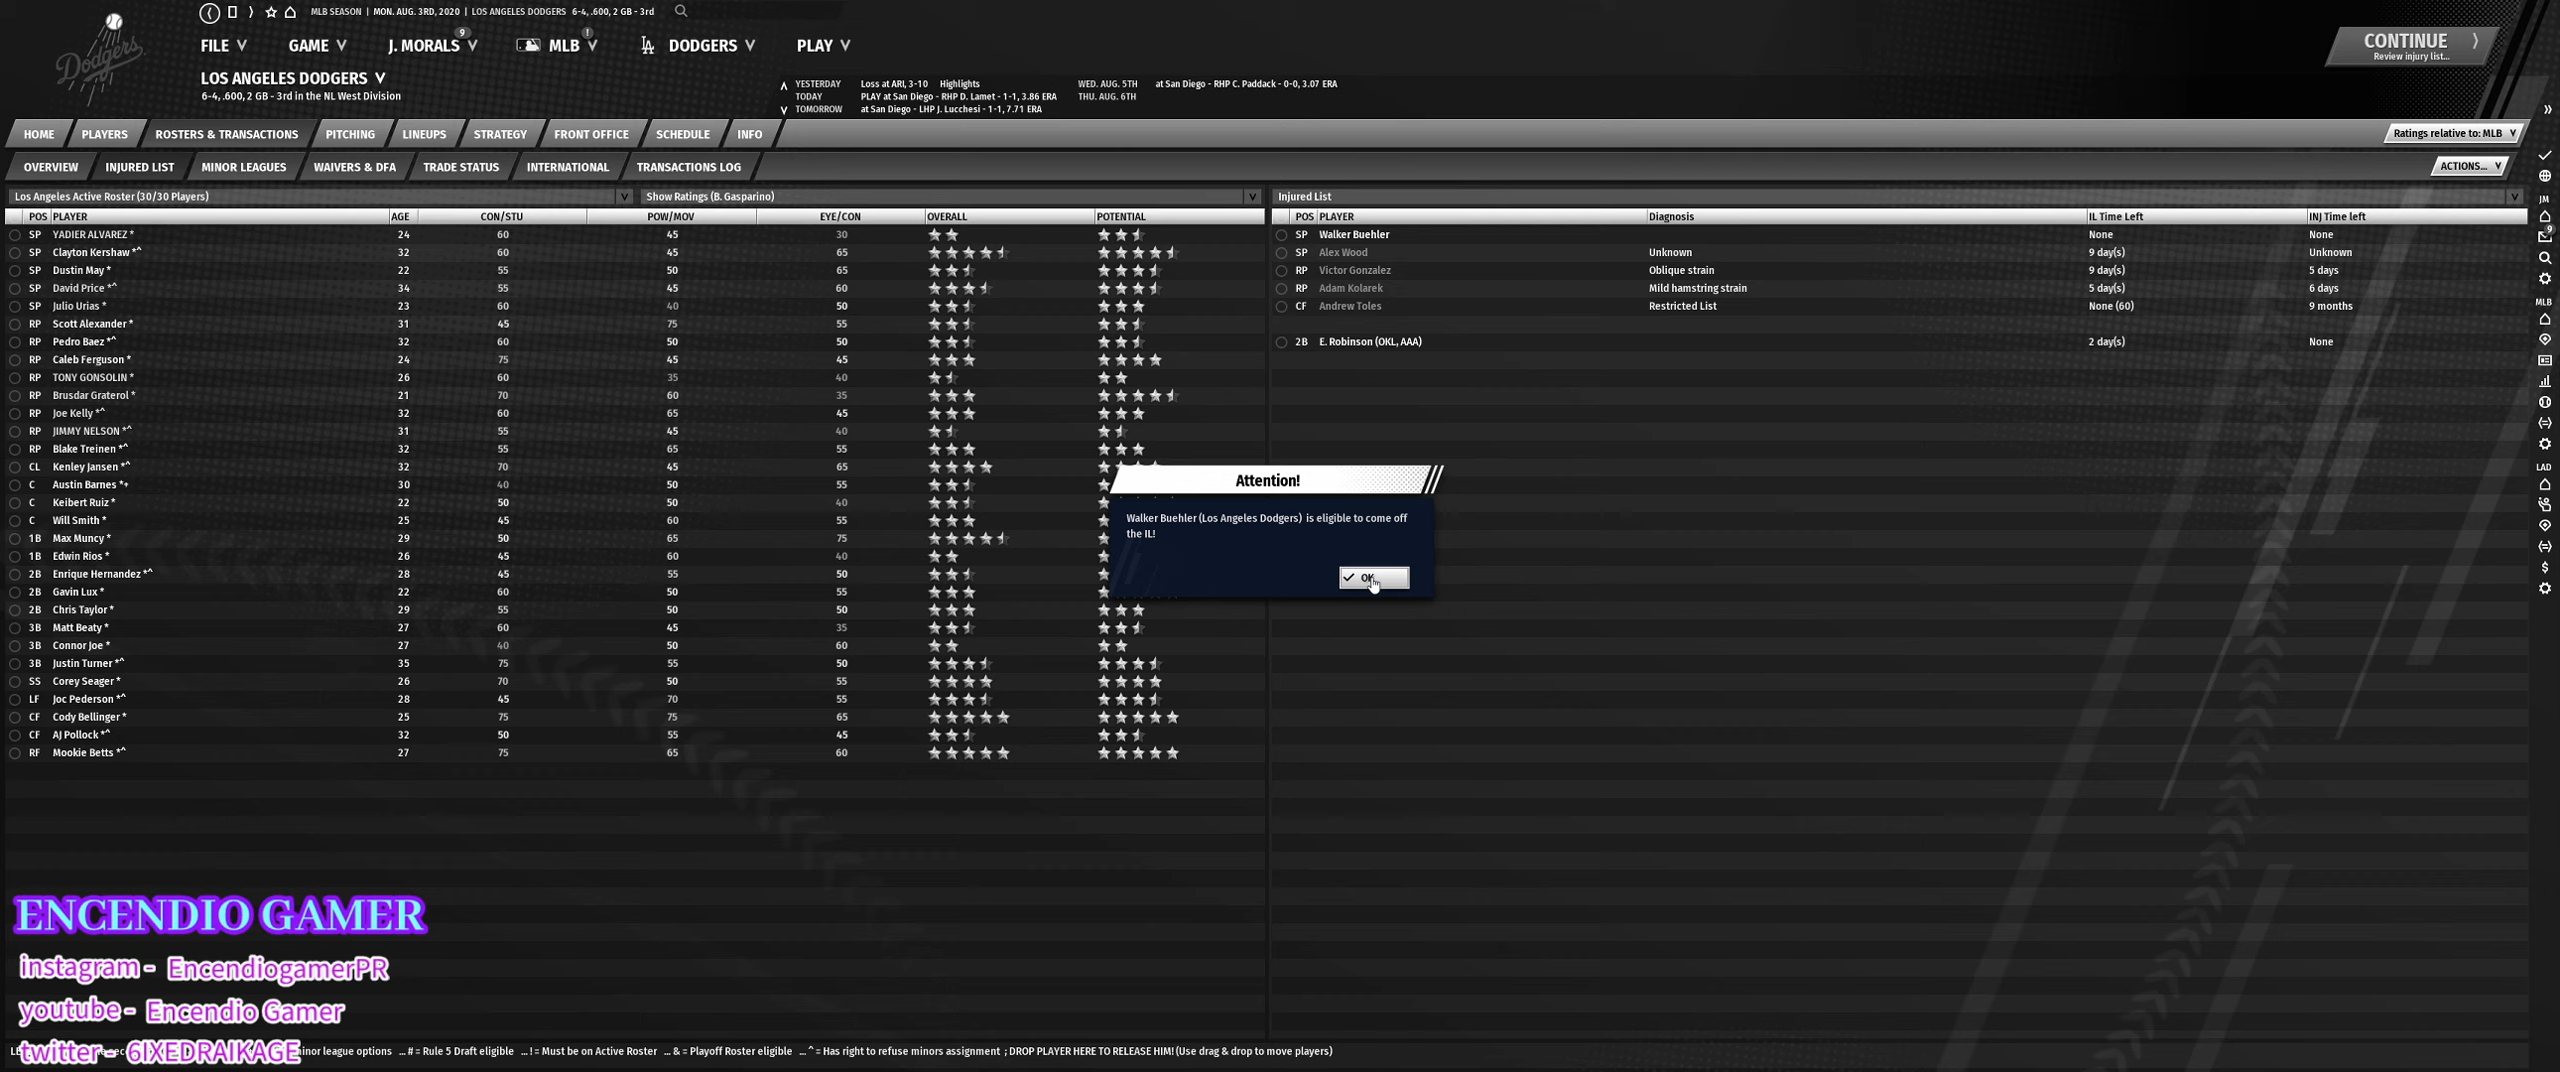 MLB SEASON | MON. AUG. 3RD, 2020 | LOS ANGELES DODGERS 6-4, .600, 2 GB - 3rd
Dodgers
FILE GAME J. MORALS 9 MLB ! DODGERS PLAY
CONTINUE
Review injury list...
LOS ANGELES DODGERS
6-4, .600, 2 GB - 3rd in the NL West Division
YESTERDAY Loss at ARI, 3-10 Highlights WED. AUG. 5TH at San Diego - RHP C. Paddack - 0-0, 3.07 ERA
TODAY PLAY at San Diego - RHP D. Lamet - 1-1, 3.86 ERA THU. AUG. 6TH
TOMORROW at San Diego - LHP J. Lucchesi - 1-1, 7.71 ERA
HOME PLAYERS ROSTERS & TRANSACTIONS PITCHING LINEUPS STRATEGY FRONT OFFICE SCHEDULE INFO Ratings relative to: MLB
OVERVIEW INJURED LIST MINOR LEAGUES WAIVERS & DFA TRADE STATUS INTERNATIONAL TRANSACTIONS LOG ACTIONS...
Los Angeles Active Roster (30/30 Players) Show Ratings (B. Gasparino) Injured List
POS PLAYER AGE CON/STU POW/MOV EYE/CON OVERALL POTENTIAL
SP YADIER ALVAREZ * 24 60 45 30
SP Clayton Kershaw *^ 32 60 45 65
SP Dustin May * 22 55 50 65
SP David Price *^ 34 55 45 60
SP Julio Urias * 23 60 40 50
RP Scott Alexander * 31 45 75 55
RP Pedro Baez *^ 32 60 50 50
RP Caleb Ferguson * 24 75 45 45
RP TONY GONSOLIN * 26 60 35 40
RP Brusdar Graterol * 21 70 60 35
RP Joe Kelly *^ 32 60 65 45
RP JIMMY NELSON *^ 31 55 45 40
RP Blake Treinen *^ 32 55 65 55
CL Kenley Jansen *^ 32 70 45 65
C Austin Barnes *+ 30 40 50 55
C Keibert Ruiz * 22 50 50 40
C Will Smith * 25 45 60 55
1B Max Muncy * 29 50 65 75
1B Edwin Rios * 26 45 60 40
2B Enrique Hernandez *^ 28 45 55 50
2B Gavin Lux * 22 60 50 55
2B Chris Taylor * 29 55 50 50
3B Matt Beaty * 27 60 45 35
3B Connor Joe * 27 40 50 60
3B Justin Turner *^ 35 75 55 50
SS Corey Seager * 26 70 50 55
LF Joc Pederson *^ 28 45 70 55
CF Cody Bellinger * 25 75 75 65
CF AJ Pollock *^ 32 50 55 45
RF Mookie Betts *^ 27 75 65 60
POS PLAYER Diagnosis IL Time Left INJ Time left
SP Walker Buehler None None
SP Alex Wood Unknown 9 day(s) Unknown
RP Victor Gonzalez Oblique strain 9 day(s) 5 days
RP Adam Kolarek Mild hamstring strain 5 day(s) 6 days
CF Andrew Toles Restricted List None (60) 9 months
2B E. Robinson (OKL, AAA) 2 day(s) None
Attention!
Walker Buehler (Los Angeles Dodgers) is eligible to come off
the IL!
OK
JM
9
MLB
LAD
ENCENDIO GAMER
instagram - EncendiogamerPR
youtube - Encendio Gamer
twitter - 6IXEDRAIKAGE
minor league options ... # = Rule 5 Draft eligible ... ! = Must be on Active Roster ... & = Playoff Roster eligible ... ^ = Has right to refuse minors assignment ; DROP PLAYER HERE TO RELEASE HIM! (Use drag & drop to move players)